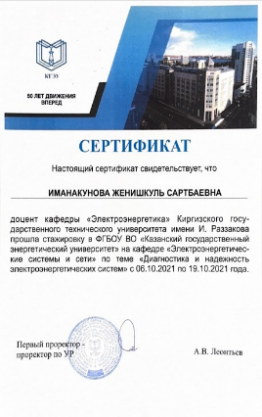 КГЭУ
50 ЛЕТ ДВИЖЕНИЯ
ВПЕРЕД
СЕРТИФИКАТ
Настоящий сертификат свидетельствует, что
ИМАНАКУНОВА ЖЕНИШКУЛЬ САРТБАЕВНА
доцент кафедры «Электроэнергетика» Киргизского госу-
дарственного технического университета имени И. Раззакова
прошла стажировку в ФГБОУ ВО «Казанский государственный
энергетический университет» на кафедре «Электроэнергетичес-
кие системы и сети» по теме «Диагностика и надежность
электроэнергетических систем» с 06.10.2021 по 19.10.2021 года.
Первый проректор -
проректор по УР
А.В. Леонтьев